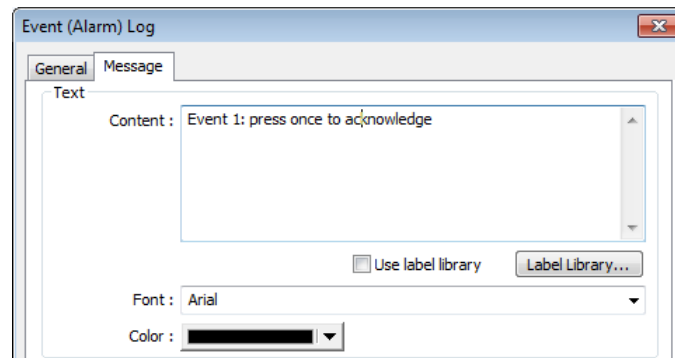 Event (Alarm) Log
General Message
Text
Content : Event 1: press once to acknowledge
Use label library Label Library...
Font : Arial
Color :